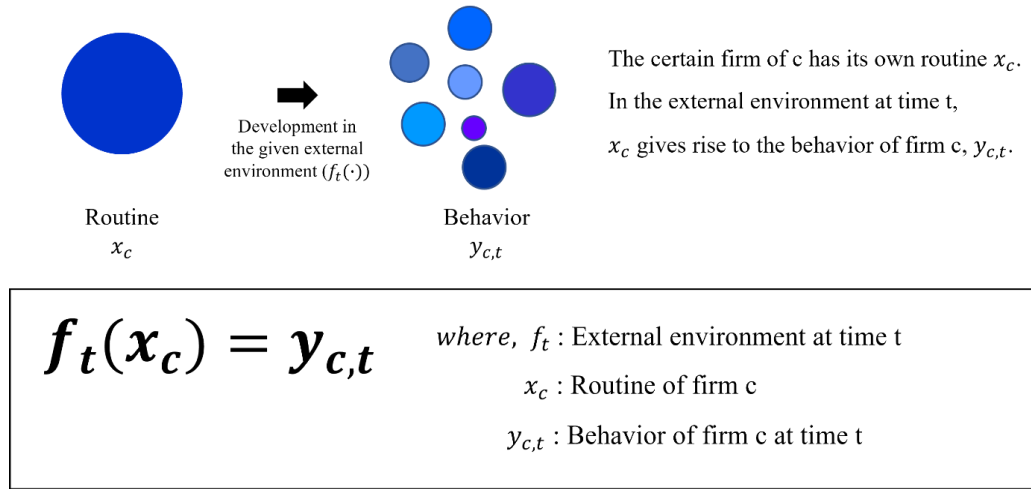 The certain firm of c has its own routine x_c.
In the external environment at time t,
x_c gives rise to the behavior of firm c, y_{c,t}.
Development in
the given external
environment (f_t(·))
Routine
x_c
Behavior
y_{c,t}
f_t(x_c) = y_{c,t}
where, f_t : External environment at time t
x_c : Routine of firm c
y_{c,t} : Behavior of firm c at time t